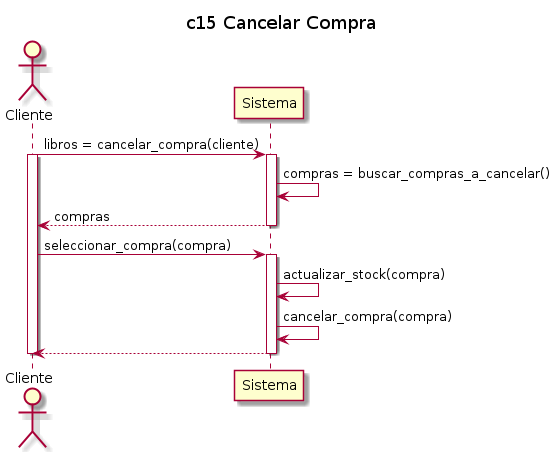 c15 Cancelar Compra
Cliente
Sistema
libros = cancelar_compra(cliente)
compras = buscar_compras_a_cancelar()
compras
seleccionar_compra(compra)
actualizar_stock(compra)
cancelar_compra(compra)
Cliente
Sistema